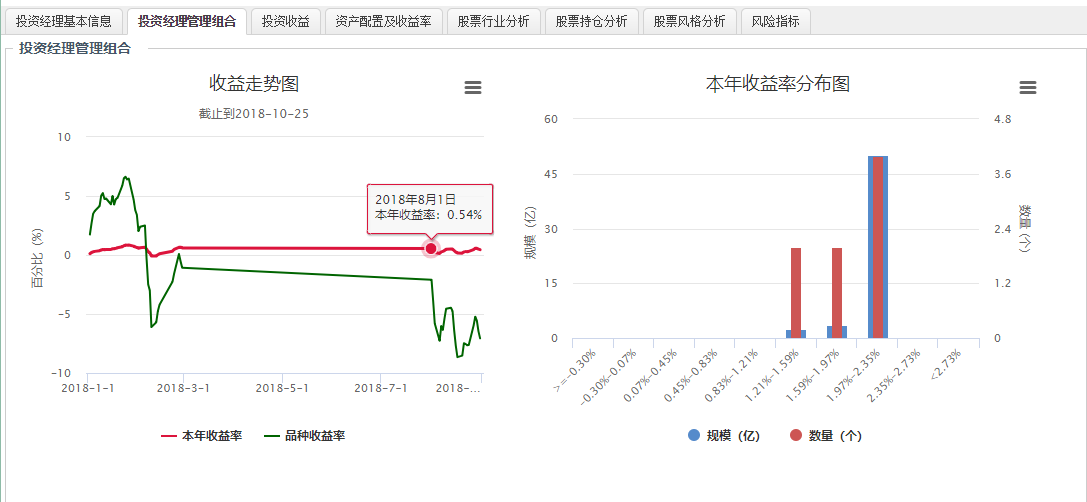 投资经理基本信息
投资经理管理组合
投资收益
资产配置及收益率
股票行业分析
股票持仓分析
股票风格分析
风险指标
投资经理管理组合
收益走势图
截止到2018-10-25
百分比 (%)
10
5
0
-5
-10
2018年8月1日
本年收益率：0.54%
2018-1-1
2018-3-1
2018-5-1
2018-7-1
2018-...
本年收益率
品种收益率
本年收益率分布图
规模（亿）
60
45
30
15
0
4.8
3.6
2.4
1.2
0
数量（个）
>=-0.30%
-0.30%-0.07%
0.07%-0.45%
0.45%-0.83%
0.83%-1.21%
1.21%-1.59%
1.59%-1.97%
1.97%-2.35%
2.35%-2.73%
<2.73%
规模（亿）
数量（个）